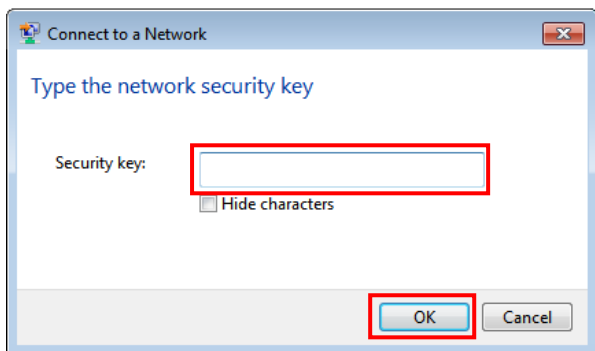 Connect to a Network
Type the network security key
Security key:
Hide characters
OK Cancel